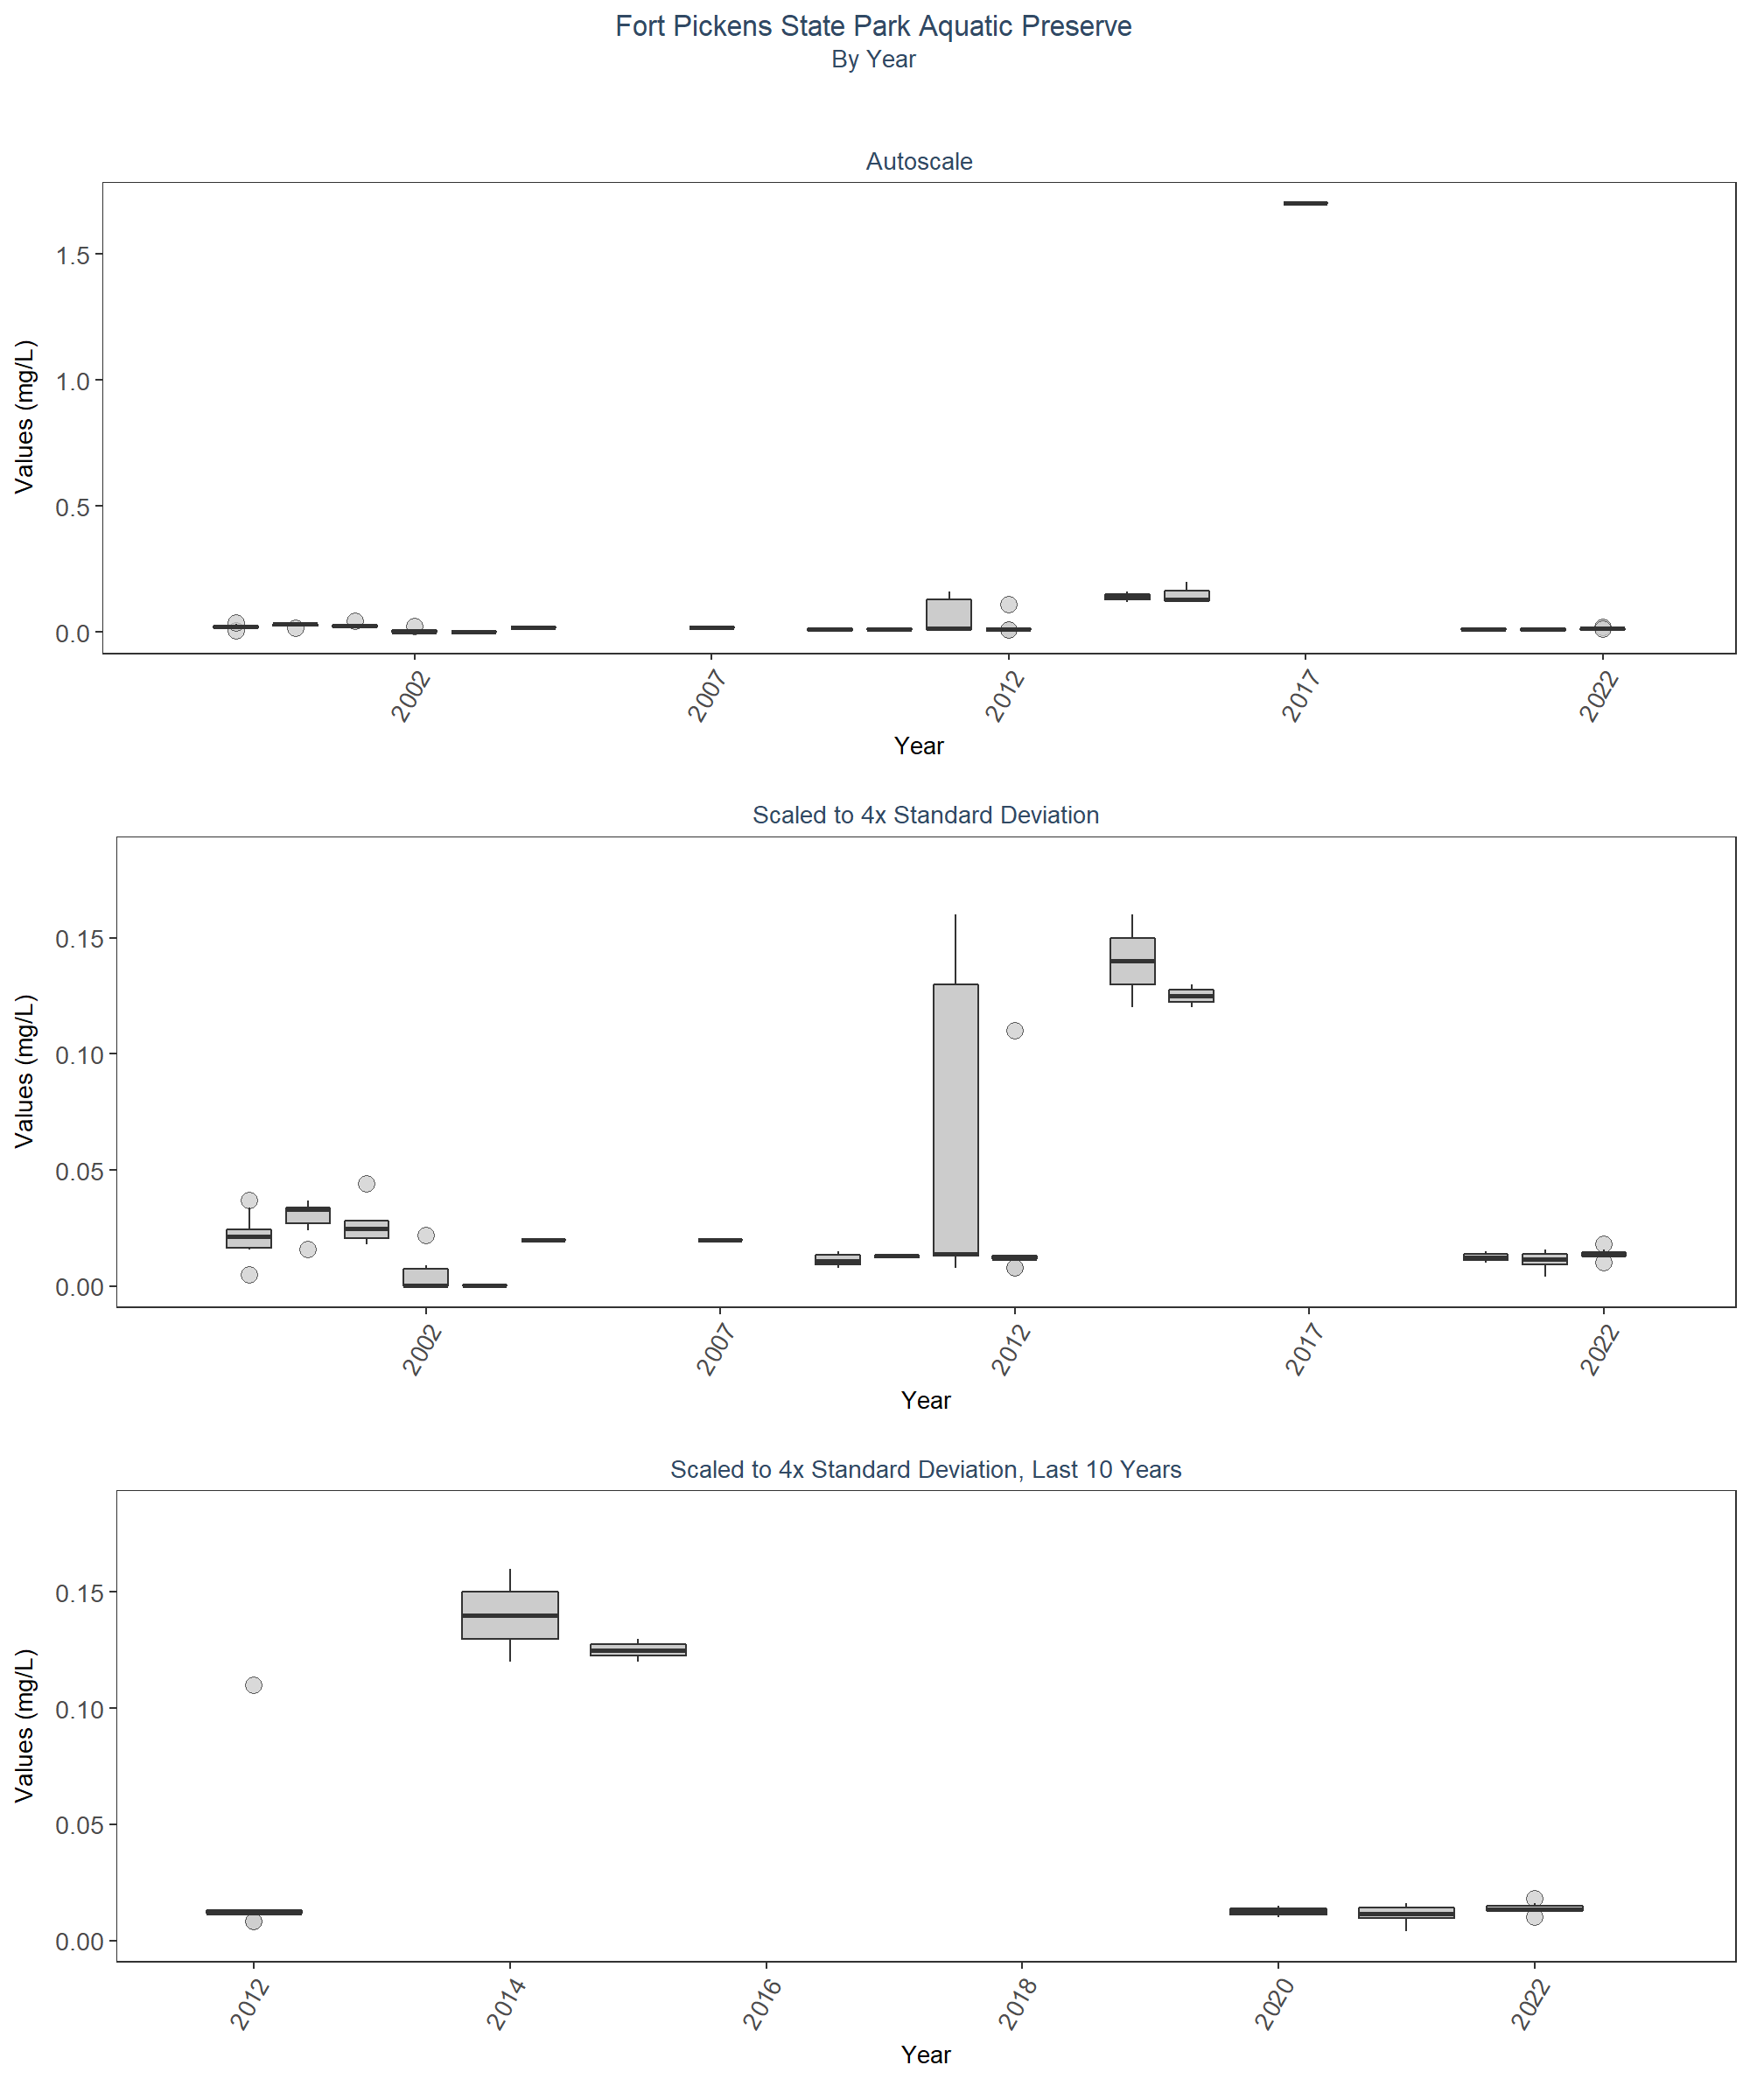 Fort Pickens State Park Aquatic Preserve
By Year
Autoscale
Values (mg/L)
1.5
1.0
0.5
0.0
2002
2007
2012
2017
2022
Year
Scaled to 4x Standard Deviation
Values (mg/L)
0.15
0.10
0.05
0.00
2002
2007
2012
2017
2022
Year
Scaled to 4x Standard Deviation, Last 10 Years
Values (mg/L)
0.15
0.10
0.05
0.00
2012
2014
2016
2018
2020
2022
Year